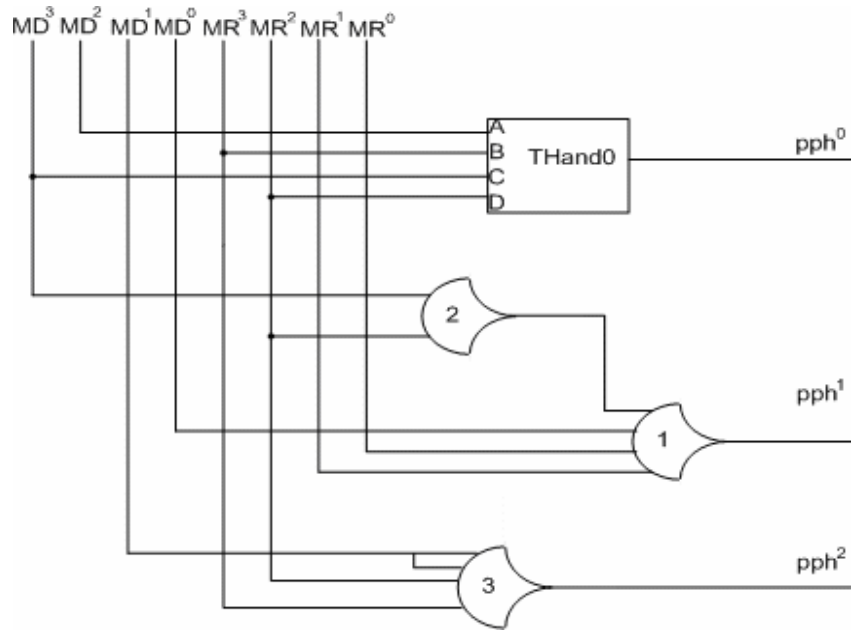 MD³ MD² MD¹ MD⁰ MR³ MR² MR¹ MR⁰
A
B
C
D
THand0
pph⁰
2
pph¹
1
pph²
3